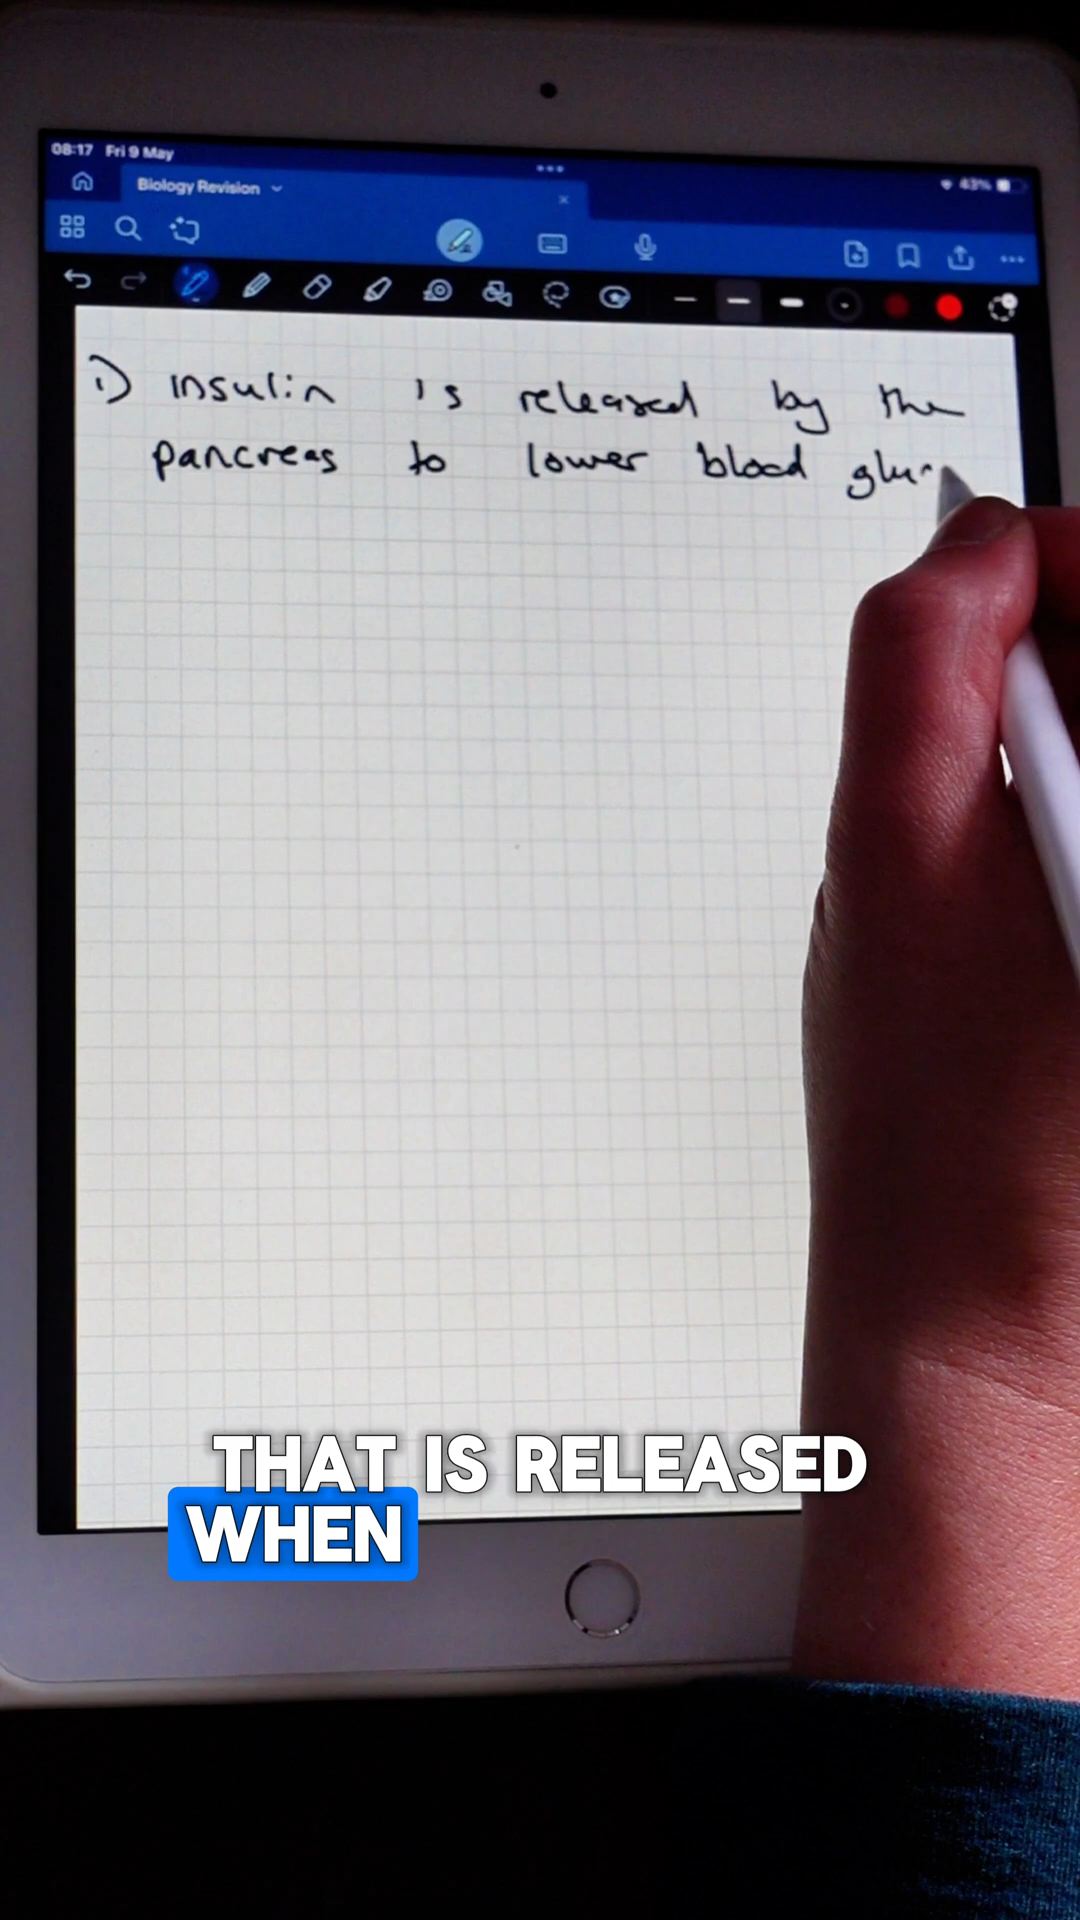 08:17 Fri 9 May
43%
Biology Revision
1) insulin is released by the
pancreas to lower blood
THAT IS RELEASED
WHEN